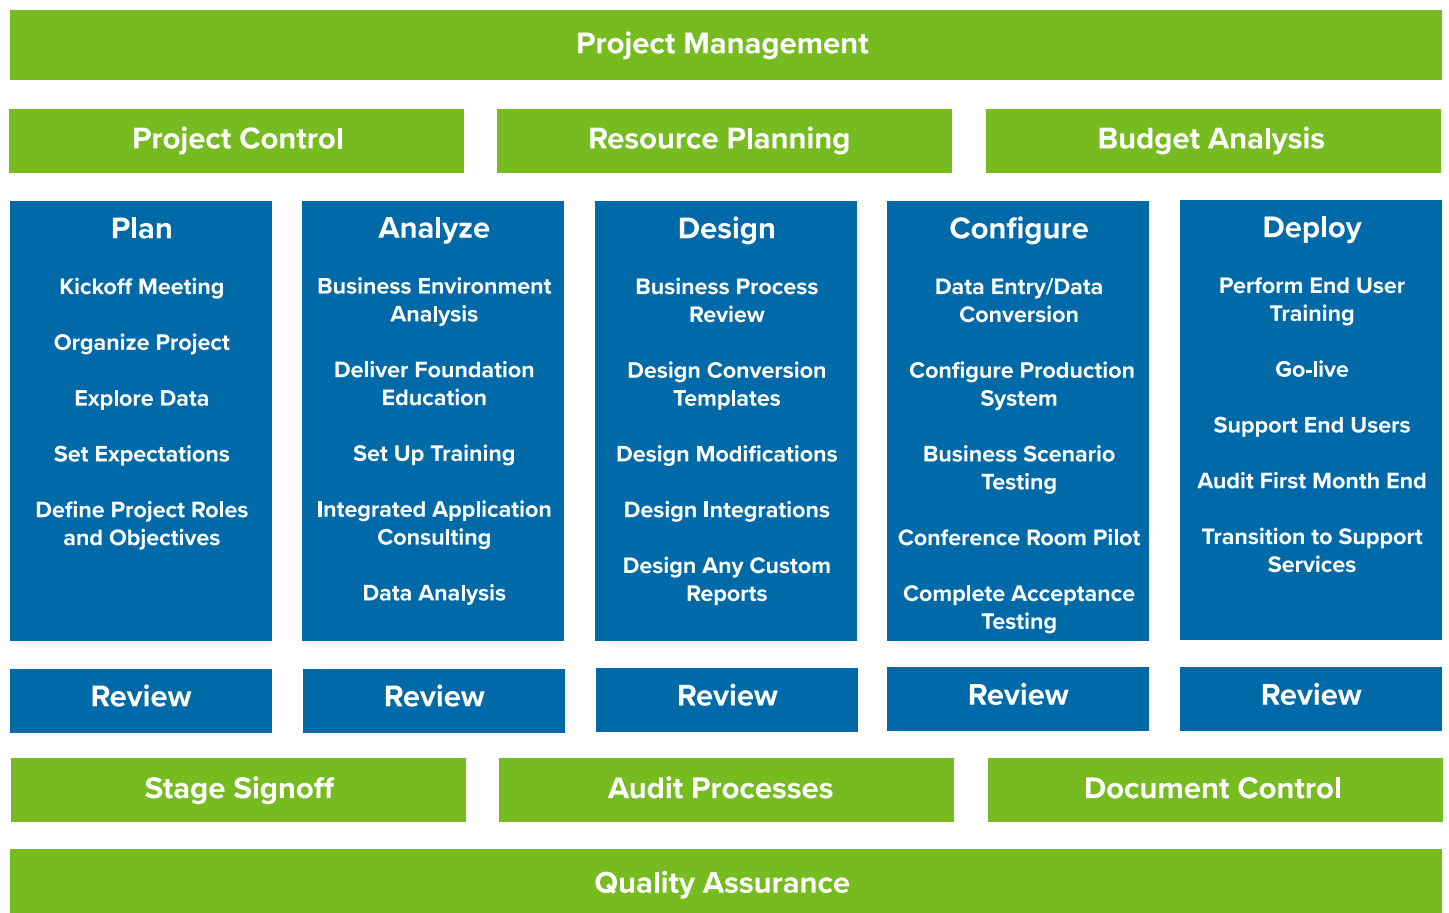 Project Management
Project Control
Resource Planning
Budget Analysis
Plan
Kickoff Meeting
Organize Project
Explore Data
Set Expectations
Define Project Roles
and Objectives
Analyze
Business Environment
Analysis
Deliver Foundation
Education
Set Up Training
Integrated Application
Consulting
Data Analysis
Design
Business Process
Review
Design Conversion
Templates
Design Modifications
Design Integrations
Design Any Custom
Reports
Configure
Data Entry/Data
Conversion
Configure Production
System
Business Scenario
Testing
Conference Room Pilot
Complete Acceptance
Testing
Deploy
Perform End User
Training
Go-live
Support End Users
Audit First Month End
Transition to Support
Services
Review
Review
Review
Review
Review
Stage Signoff
Audit Processes
Document Control
Quality Assurance